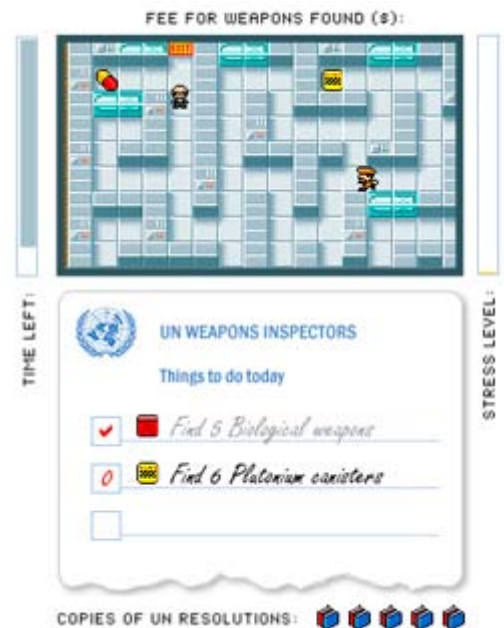 FEE FOR WEAPONS FOUND ($):
TIME LEFT:
STRESS LEVEL:
UN WEAPONS INSPECTORS
Things to do today
Find 5 Biological weapons
0 Find 6 Plutonium canisters
COPIES OF UN RESOLUTIONS: